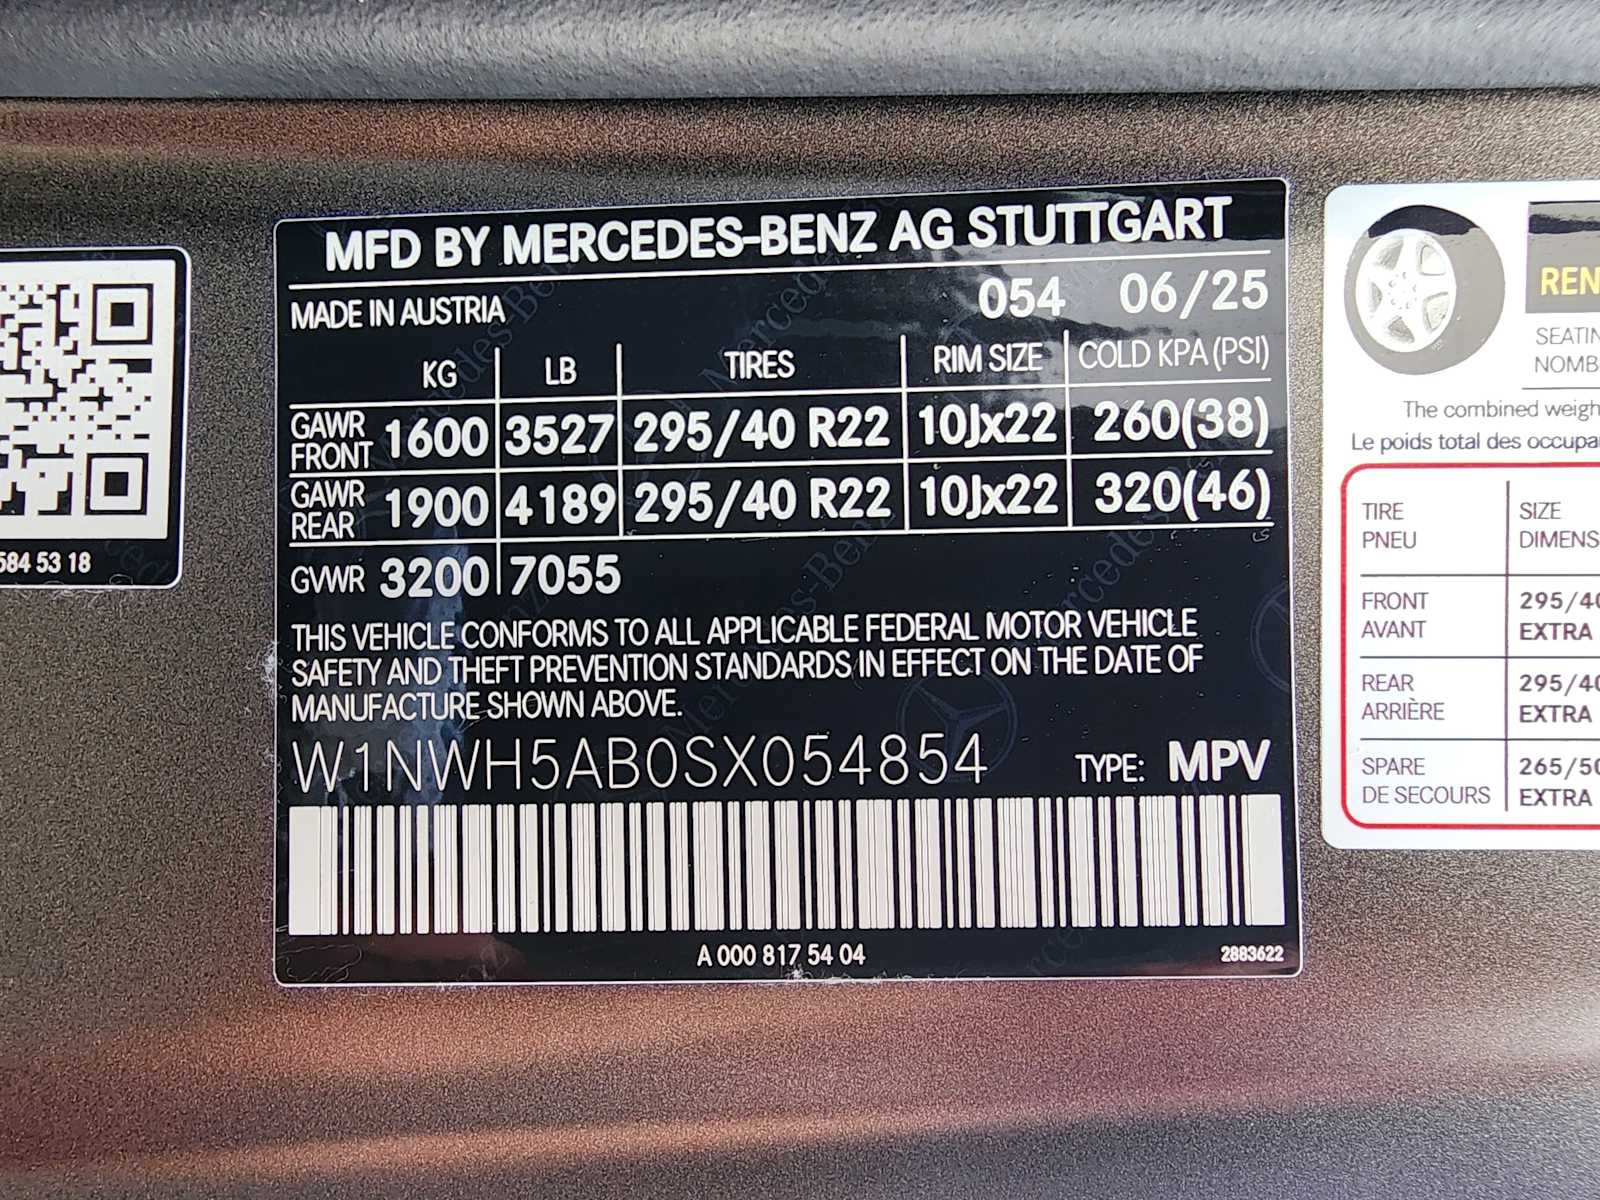 MFD BY MERCEDES-BENZ AG STUTTGART
MADE IN AUSTRIA 054 06/25
KG LB TIRES RIM SIZE COLD KPA (PSI)
GAWR FRONT 1600 3527 295/40 R22 10Jx22 260(38)
GAWR REAR 1900 4189 295/40 R22 10Jx22 320(46)
GVWR 3200 7055
THIS VEHICLE CONFORMS TO ALL APPLICABLE FEDERAL MOTOR VEHICLE
SAFETY AND THEFT PREVENTION STANDARDS IN EFFECT ON THE DATE OF
MANUFACTURE SHOWN ABOVE.
W1NWH5AB0SX054854 TYPE: MPV
A 000 817 54 04 2883622
584 53 18
REN
SEATIN
NOMB
The combined weigh
Le poids total des occupa
TIRE SIZE
PNEU DIMENS
FRONT 295/40
AVANT EXTRA
REAR 295/40
ARRIÈRE EXTRA
SPARE 265/50
DE SECOURS EXTRA